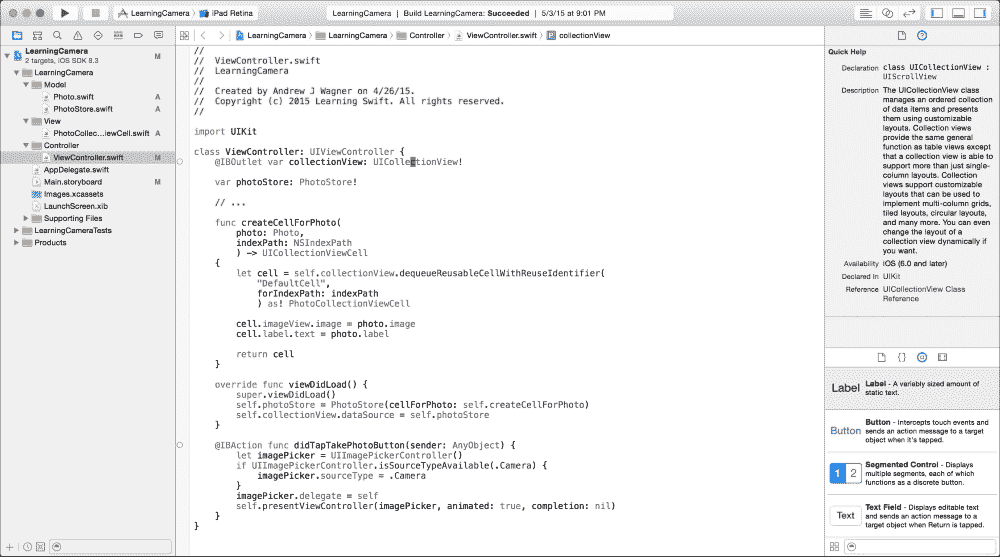 LearningCamera
iPad Retina
LearningCamera | Build LearningCamera: Succeeded | 5/3/15 at 9:01 PM
LearningCamera
LearningCamera
Controller
ViewController.swift
collectionView
LearningCamera M
2 targets, iOS SDK 8.3
LearningCamera
Model
Photo.swift A
PhotoStore.swift A
View
PhotoCollec...iewCell.swift A
Controller
ViewController.swift M
AppDelegate.swift
Main.storyboard M
Images.xcassets
LaunchScreen.xib
Supporting Files
LearningCameraTests
Products
//
//  ViewController.swift
//  LearningCamera
//
//  Created by Andrew J Wagner on 4/26/15.
//  Copyright (c) 2015 Learning Swift. All rights reserved.
//
import UIKit
class ViewController: UIViewController {
    @IBOutlet var collectionView: UICollectionView!
    var photoStore: PhotoStore!
    // ...
    func createCellForPhoto(
        photo: Photo,
        indexPath: NSIndexPath
        ) -> UICollectionViewCell
    {
        let cell = self.collectionView.dequeueReusableCellWithReuseIdentifier(
            "DefaultCell",
            forIndexPath: indexPath
            ) as! PhotoCollectionViewCell
        cell.imageView.image = photo.image
        cell.label.text = photo.label
        return cell
    }
    override func viewDidLoad() {
        super.viewDidLoad()
        self.photoStore = PhotoStore(cellForPhoto: self.createCellForPhoto)
        self.collectionView.dataSource = self.photoStore
    }
    @IBAction func didTapTakePhotoButton(sender: AnyObject) {
        let imagePicker = UIImagePickerController()
        if UIImagePickerController.isSourceTypeAvailable(.Camera) {
            imagePicker.sourceType = .Camera
        }
        imagePicker.delegate = self
        self.presentViewController(imagePicker, animated: true, completion: nil)
    }
}
Quick Help
Declaration class UICollectionView :
UIScrollView
Description The UICollectionView class
manages an ordered collection
of data items and presents
them using customizable
layouts. Collection views
provide the same general
function as table views except
that a collection view is able to
support more than just single-
column layouts. Collection
views support customizable
layouts that can be used to
implement multi-column grids,
tiled layouts, circular layouts,
and many more. You can even
change the layout of a
collection view dynamically if
you want.
Availability iOS (8.0 and later)
Declared In UIKit
Reference UICollectionView Class
Reference
{}
Label
Label - A variably sized amount of
static text.
Button
Button - Intercepts touch events and
sends an action message to a target
object when it's tapped.
1 2
Segmented Control - Displays
multiple segments, each of which
functions as a discrete button.
Text
Text Field - Displays editable text
and sends an action message to a
target object when Return is tapped.